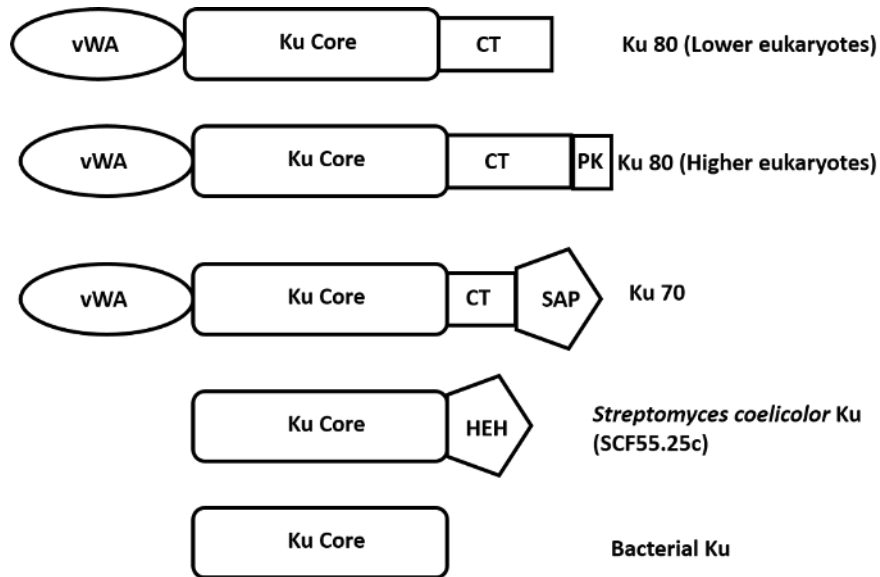 vWA Ku Core CT Ku 80 (Lower eukaryotes)
vWA Ku Core CT PK Ku 80 (Higher eukaryotes)
vWA Ku Core CT SAP Ku 70
Ku Core HEH Streptomyces coelicolor Ku
(SCF55.25c)
Ku Core Bacterial Ku